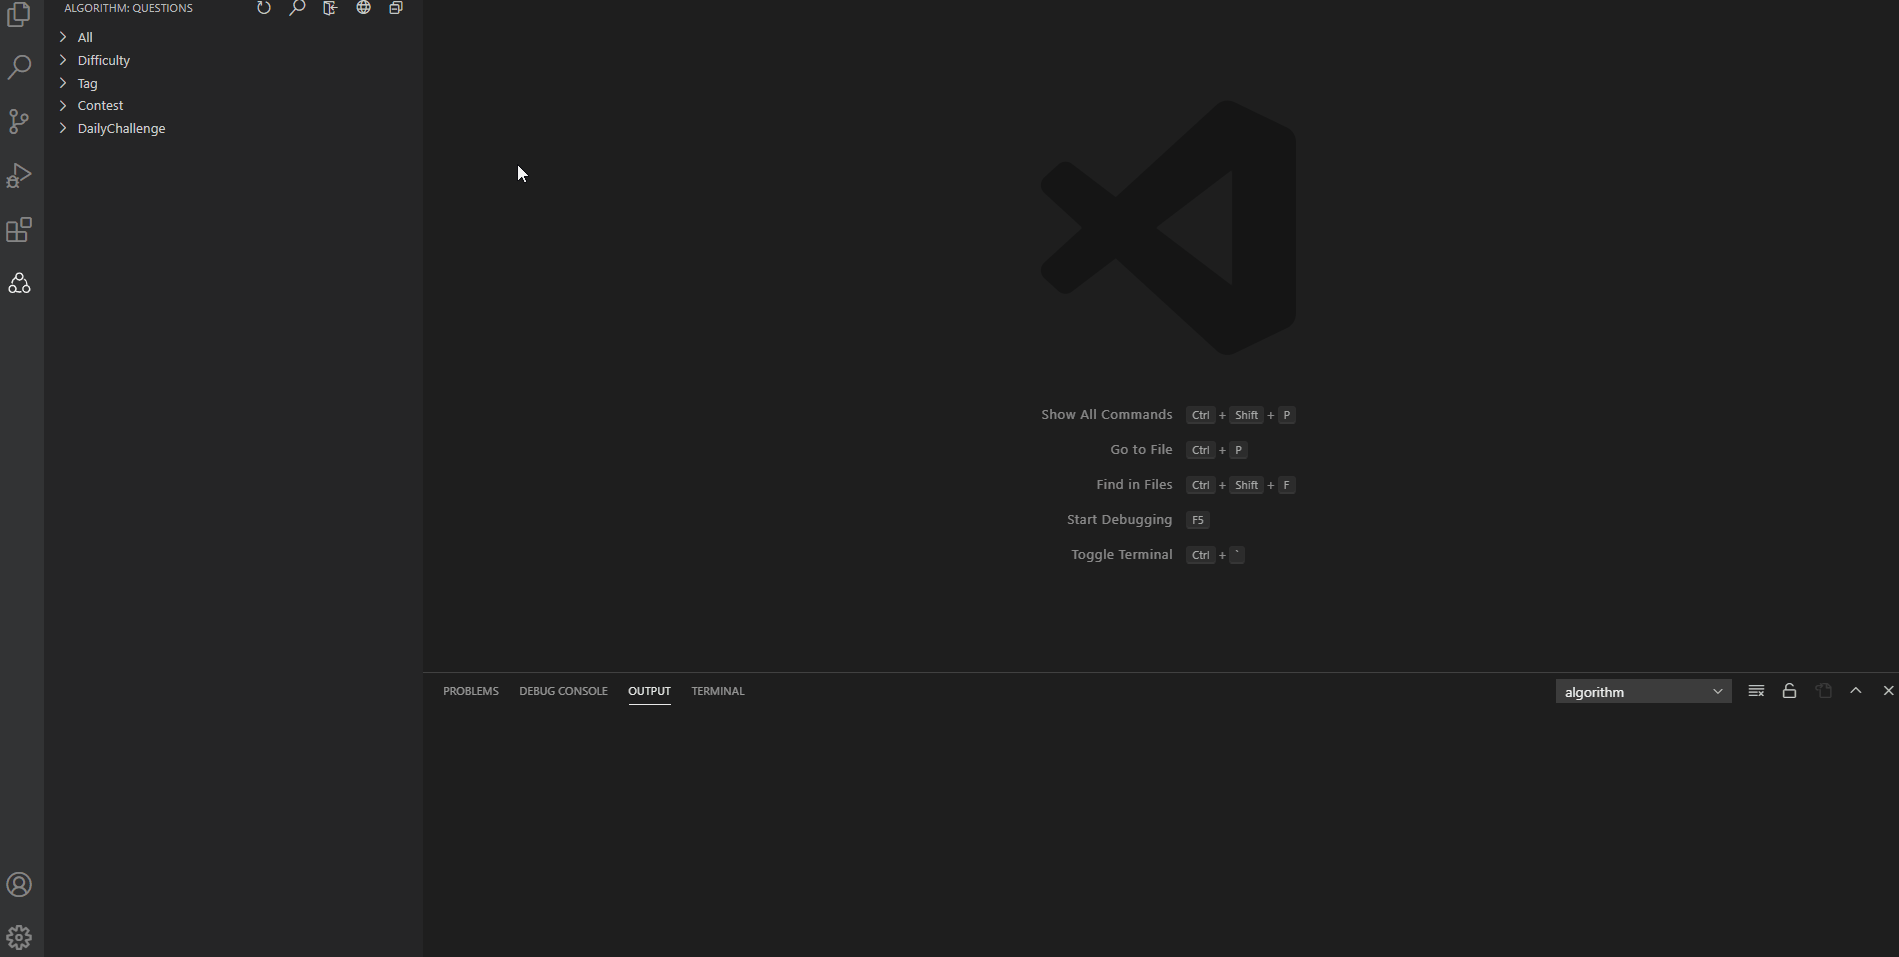 ALGORITHM: QUESTIONS
All
Difficulty
Tag
Contest
DailyChallenge
Show All Commands Ctrl + Shift + P
Go to File Ctrl + P
Find in Files Ctrl + Shift + F
Start Debugging F5
Toggle Terminal Ctrl + `
PROBLEMS DEBUG CONSOLE OUTPUT TERMINAL algorithm